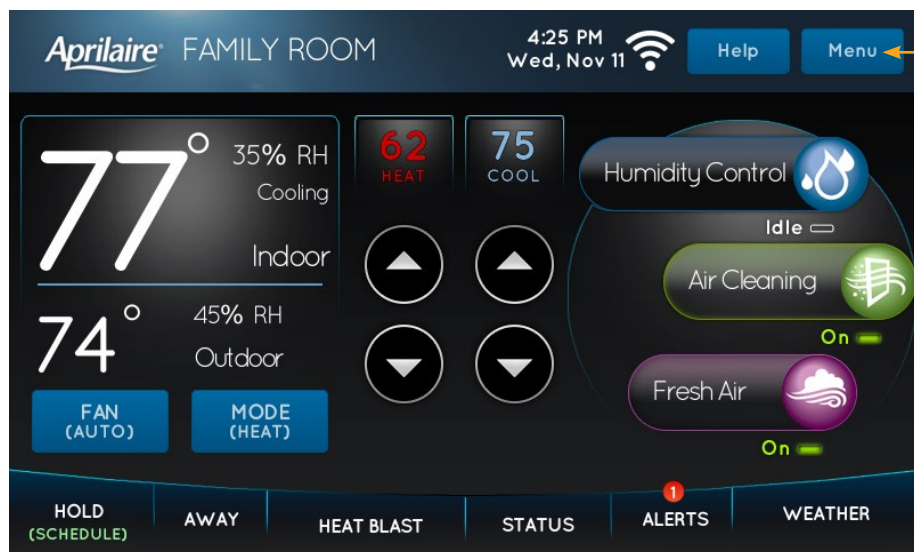 Aprilaire® FAMILY ROOM
4:25 PM
Wed, Nov 11
Help
Menu
77° 35% RH
Cooling
Indoor
74° 45% RH
Outdoor
FAN
(AUTO)
MODE
(HEAT)
62
HEAT
75
COOL
Humidity Control
Idle
Air Cleaning
On
Fresh Air
On
HOLD
(SCHEDULE)
AWAY
HEAT BLAST
STATUS
1
ALERTS
WEATHER